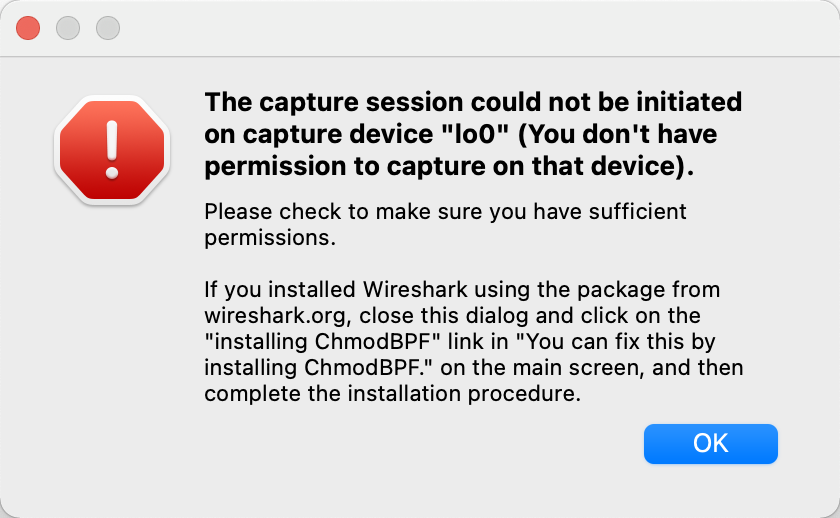 The capture session could not be initiated
on capture device "lo0" (You don't have
permission to capture on that device).
Please check to make sure you have sufficient
permissions.
If you installed Wireshark using the package from
wireshark.org, close this dialog and click on the
"installing ChmodBPF" link in "You can fix this by
installing ChmodBPF." on the main screen, and then
complete the installation procedure.
OK